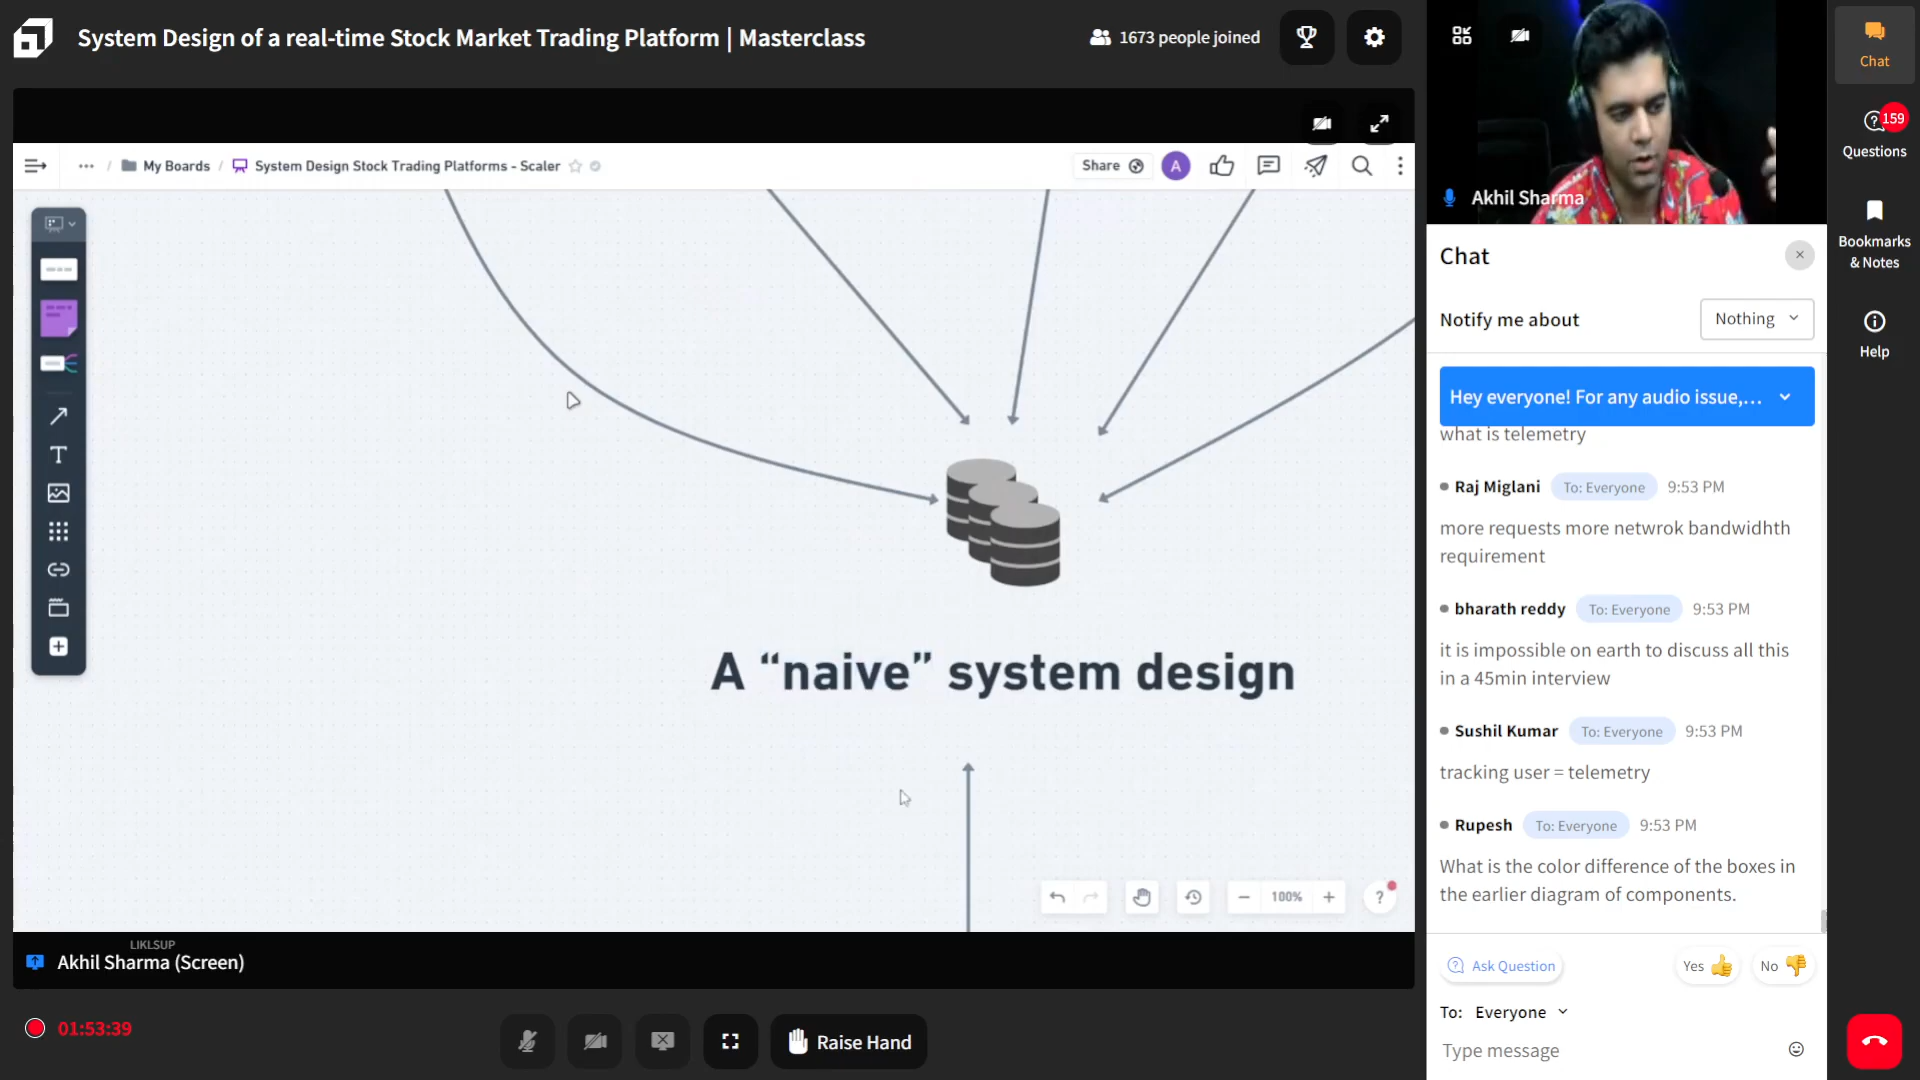 System Design of a real-time Stock Market Trading Platform | Masterclass
1673 people joined
··· / My Boards / System Design Stock Trading Platforms - Scaler
Share
A
T
A “naive” system design
100%
?
LIKLSUP
Akhil Sharma (Screen)
01:53:39
Raise Hand
Akhil Sharma
Chat
Notify me about
Nothing
Hey everyone! For any audio issue,...
what is telemetry
Raj Miglani To: Everyone 9:53 PM
more requests more netwrok bandwidhth
requirement
bharath reddy To: Everyone 9:53 PM
it is impossible on earth to discuss all this
in a 45min interview
Sushil Kumar To: Everyone 9:53 PM
tracking user = telemetry
Rupesh To: Everyone 9:53 PM
What is the color difference of the boxes in
the earlier diagram of components.
Ask Question
Yes
No
To: Everyone
Type message
Chat
159
Questions
Bookmarks
& Notes
Help